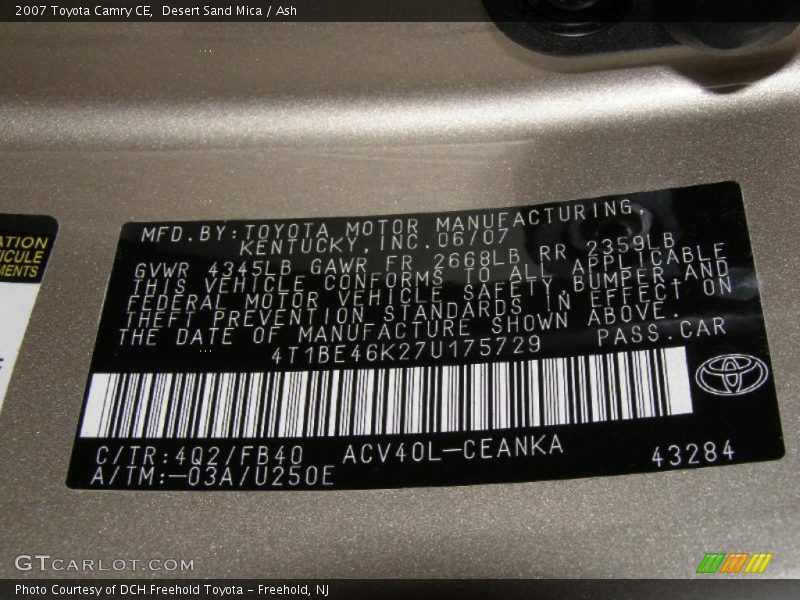 2007 Toyota Camry CE,  Desert Sand Mica / Ash
ATION
HICULE
MENTS
MFD.BY:TOYOTA MOTOR MANUFACTURING,
KENTUCKY,INC.06/07
GVWR 4345LB GAWR FR 2668LB RR 2359LB
THIS VEHICLE CONFORMS TO ALL APPLICABLE
FEDERAL MOTOR VEHICLE SAFETY,BUMPER,AND
THEFT PREVENTION STANDARDS IN EFFECT ON
THE DATE OF MANUFACTURE SHOWN ABOVE.
4T1BE46K27U175729 PASS.CAR
C/TR:4Q2/FB40 ACV40L-CEANKA 43284
A/TM:-03A/U250E
GTCARLOT.COM
Photo Courtesy of DCH Freehold Toyota – Freehold, NJ